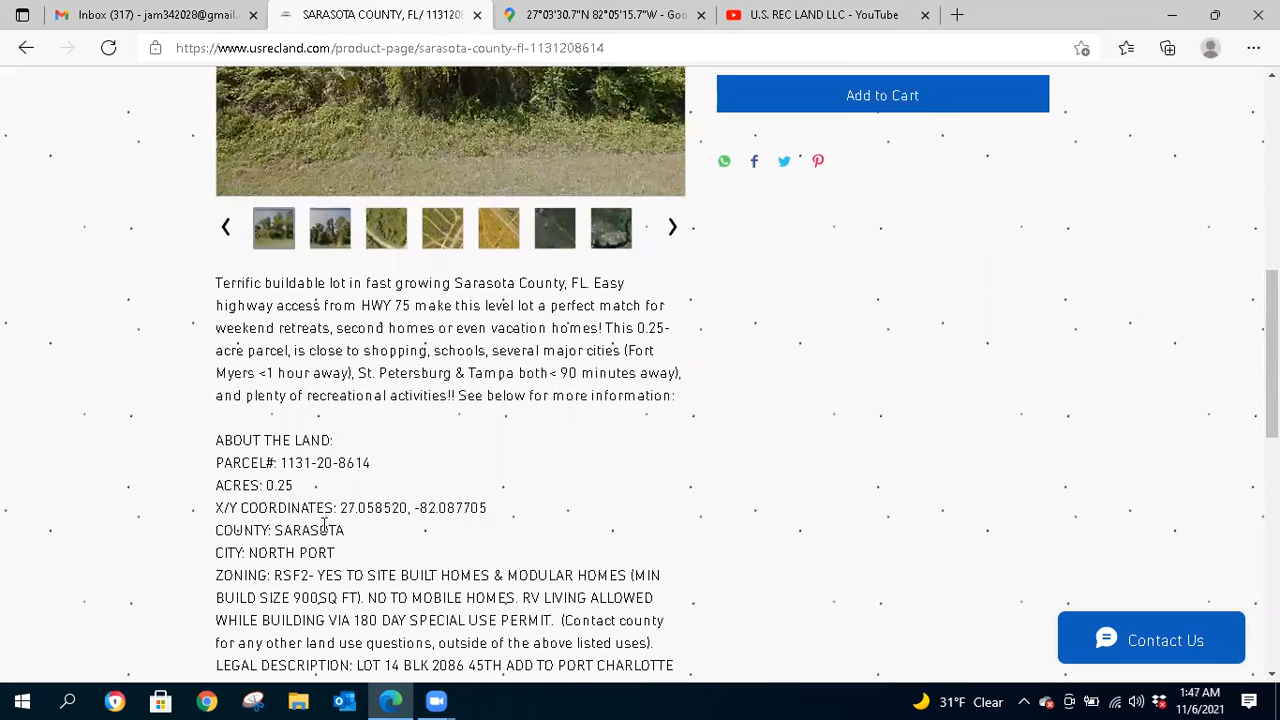 Inbox (317) - jam342028@gmail.
SARASOTA COUNTY, FL/ 1131208
27°03'30.7"N 82°05'15.7"W - Goo
U.S. REC LAND LLC - YouTube
https://www.usrecland.com/product-page/sarasota-county-fl-1131208614
Add to Cart
Terrific buildable lot in fast growing Sarasota County, FL. Easy
highway access from HWY 75 make this level lot a perfect match for
weekend retreats, second homes or even vacation homes! This 0.25-
acre parcel, is close to shopping, schools, several major cities (Fort
Myers <1 hour away), St. Petersburg & Tampa both< 90 minutes away),
and plenty of recreational activities!! See below for more information:
ABOUT THE LAND:
PARCEL#: 1131-20-8614
ACRES: 0.25
X/Y COORDINATES: 27.058520, -82.087705
COUNTY: SARASOTA
CITY: NORTH PORT
ZONING: RSF2- YES TO SITE BUILT HOMES & MODULAR HOMES (MIN
BUILD SIZE 900SQ FT). NO TO MOBILE HOMES. RV LIVING ALLOWED
WHILE BUILDING VIA 180 DAY SPECIAL USE PERMIT. (Contact county
for any other land use questions, outside of the above listed uses).
LEGAL DESCRIPTION: LOT 14 BLK 2086 45TH ADD TO PORT CHARLOTTE
Contact Us
31°F Clear
1:47 AM
11/6/2021